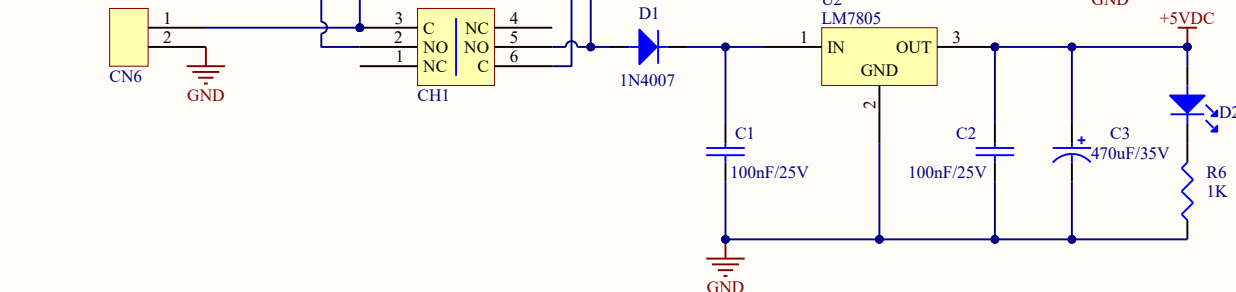 GND
U2
LM7805
+5VDC
D1
1
2
CN6
GND
3
2
1
C
NO
NC
NC
NO
C
4
5
6
CH1
1N4007
1
IN
OUT
GND
3
2
C1
100nF/25V
C2
100nF/25V
C3
+
470uF/35V
D2
R6
1K
GND